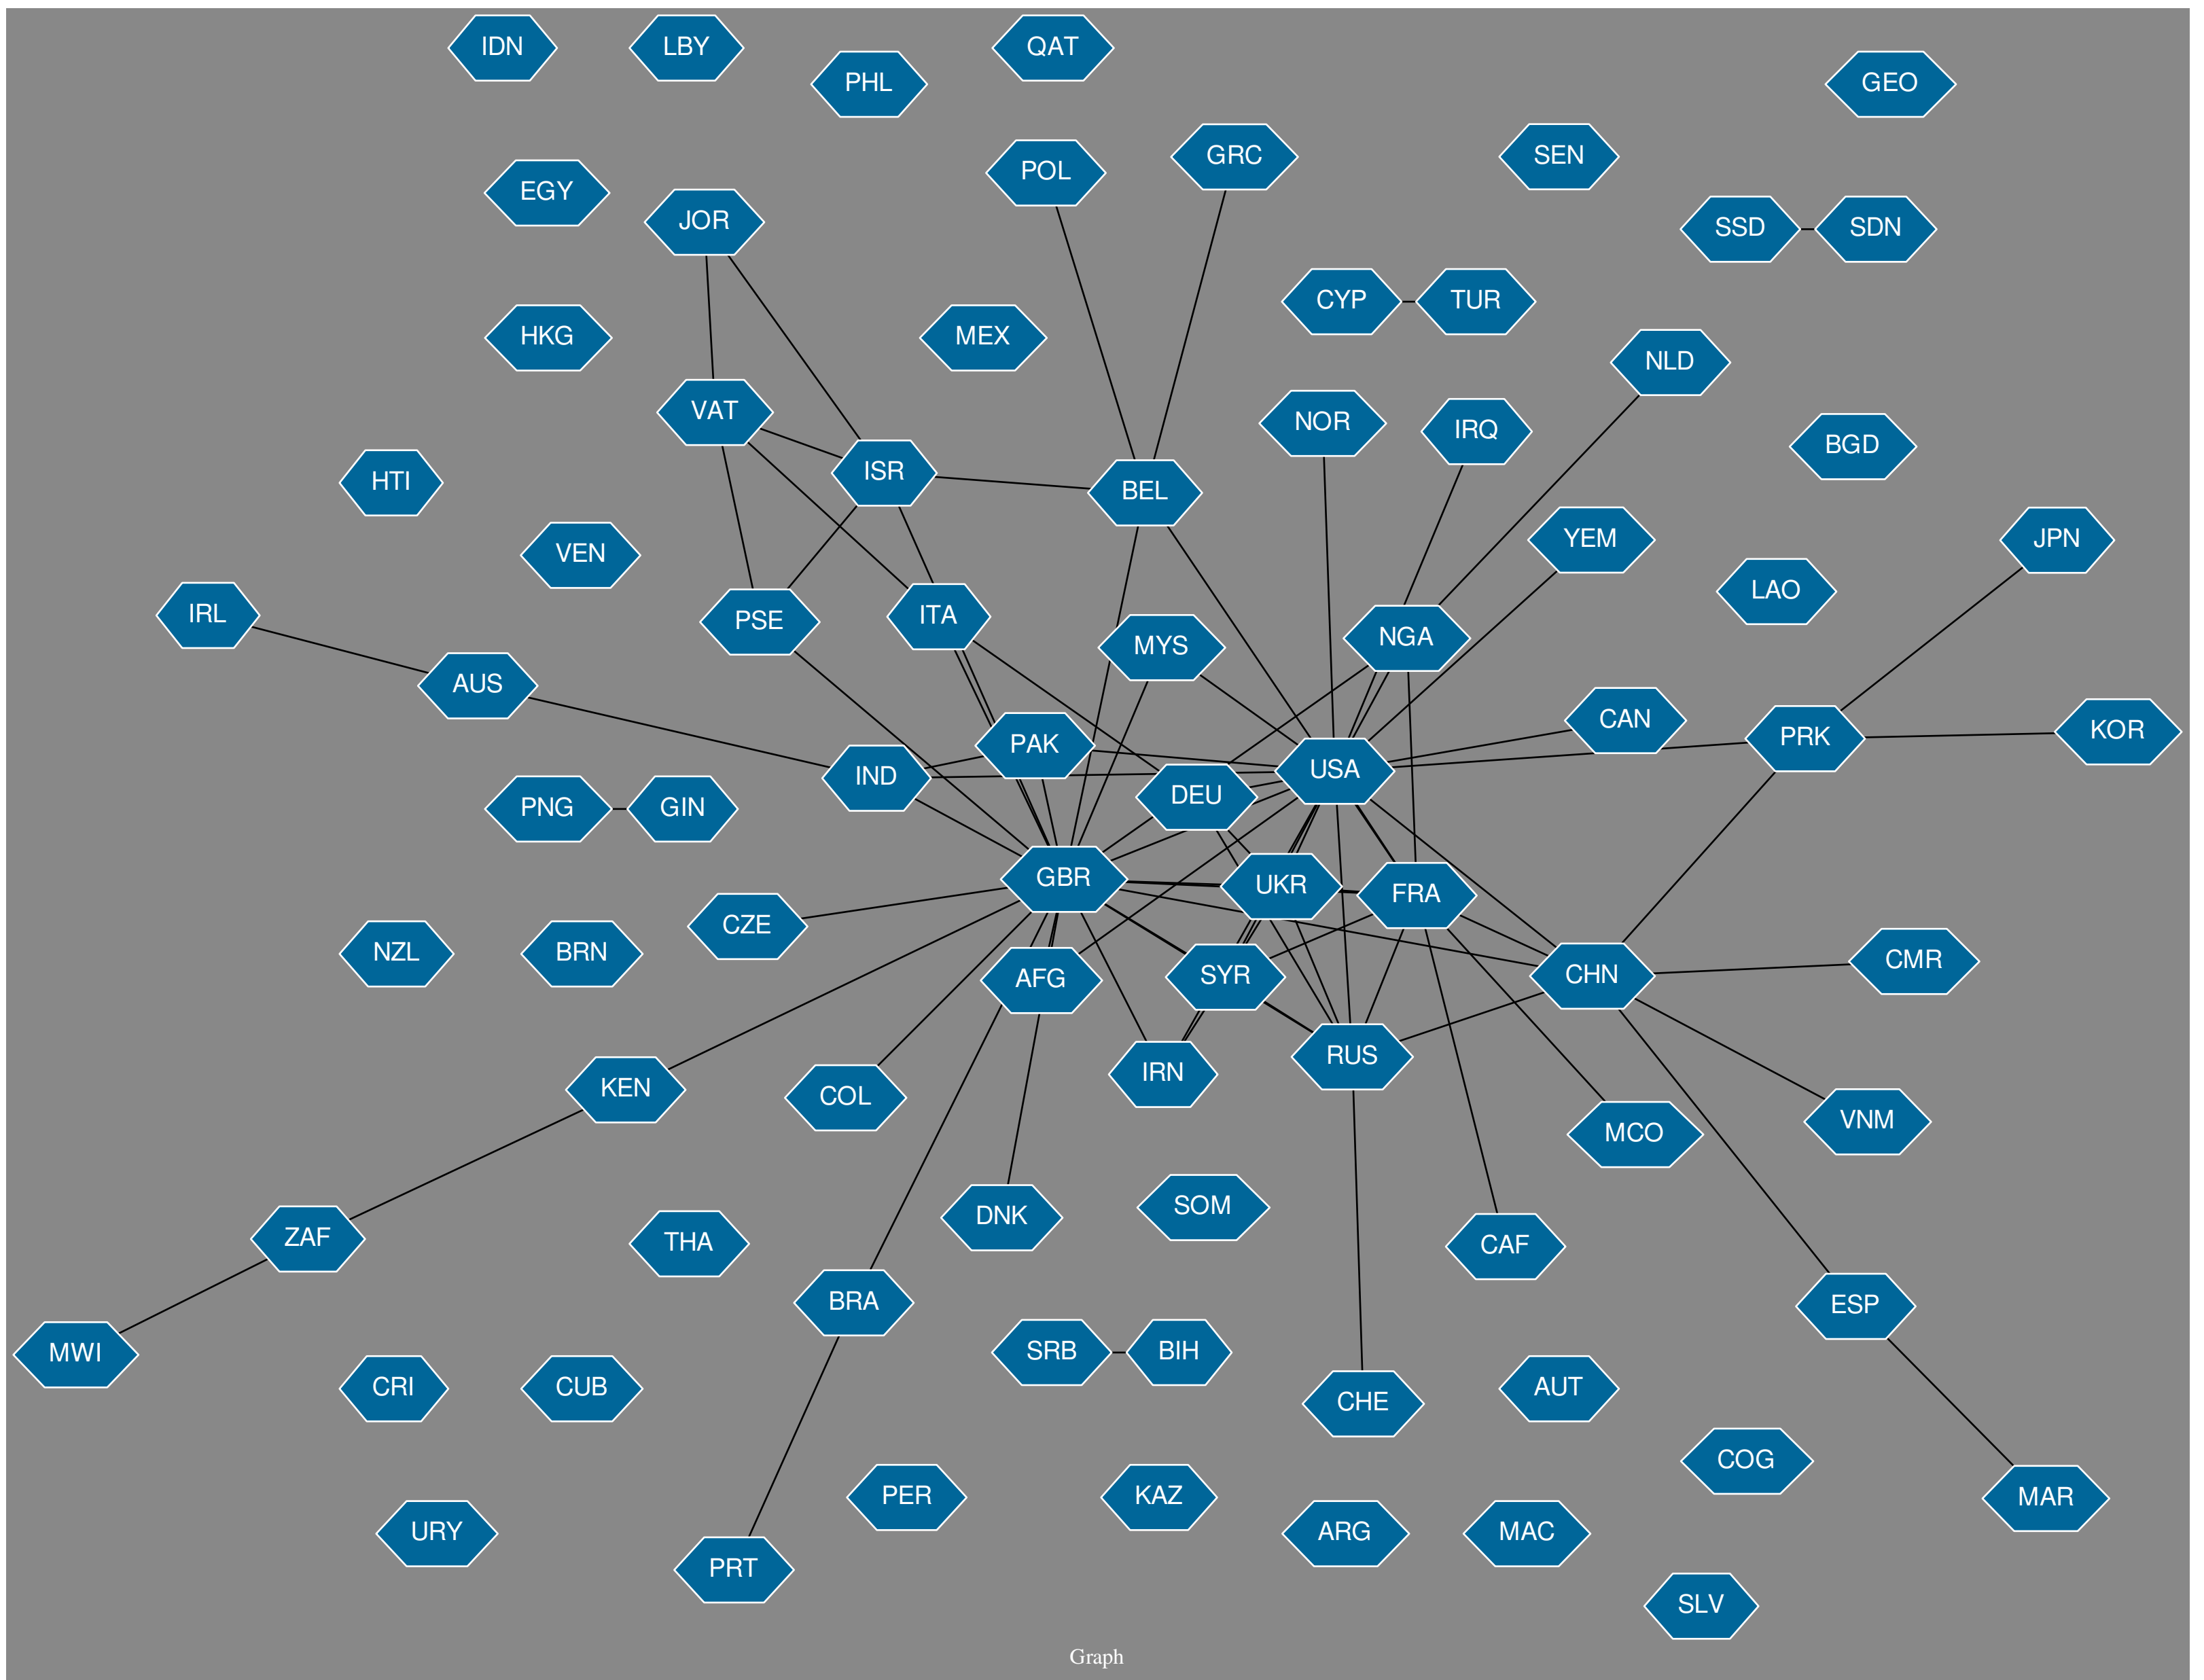 IDN
LBY
QAT
PHL
GEO
POL
GRC
SEN
EGY
JOR
SSD
SDN
CYP
TUR
HKG
MEX
NLD
VAT
NOR
IRQ
BGD
ISR
HTI
BEL
VEN
YEM
JPN
LAO
IRL
PSE
ITA
MYS
NGA
AUS
CAN
KOR
PAK
PRK
IND
USA
DEU
PNG
GIN
GBR
UKR
FRA
CZE
NZL
BRN
CMR
AFG
SYR
CHN
RUS
IRN
KEN
COL
VNM
MCO
SOM
DNK
ZAF
THA
CAF
BRA
ESP
MWI
SRB
BIH
CRI
CUB
CHE
AUT
COG
PER
KAZ
MAR
URY
ARG
MAC
PRT
SLV
Graph